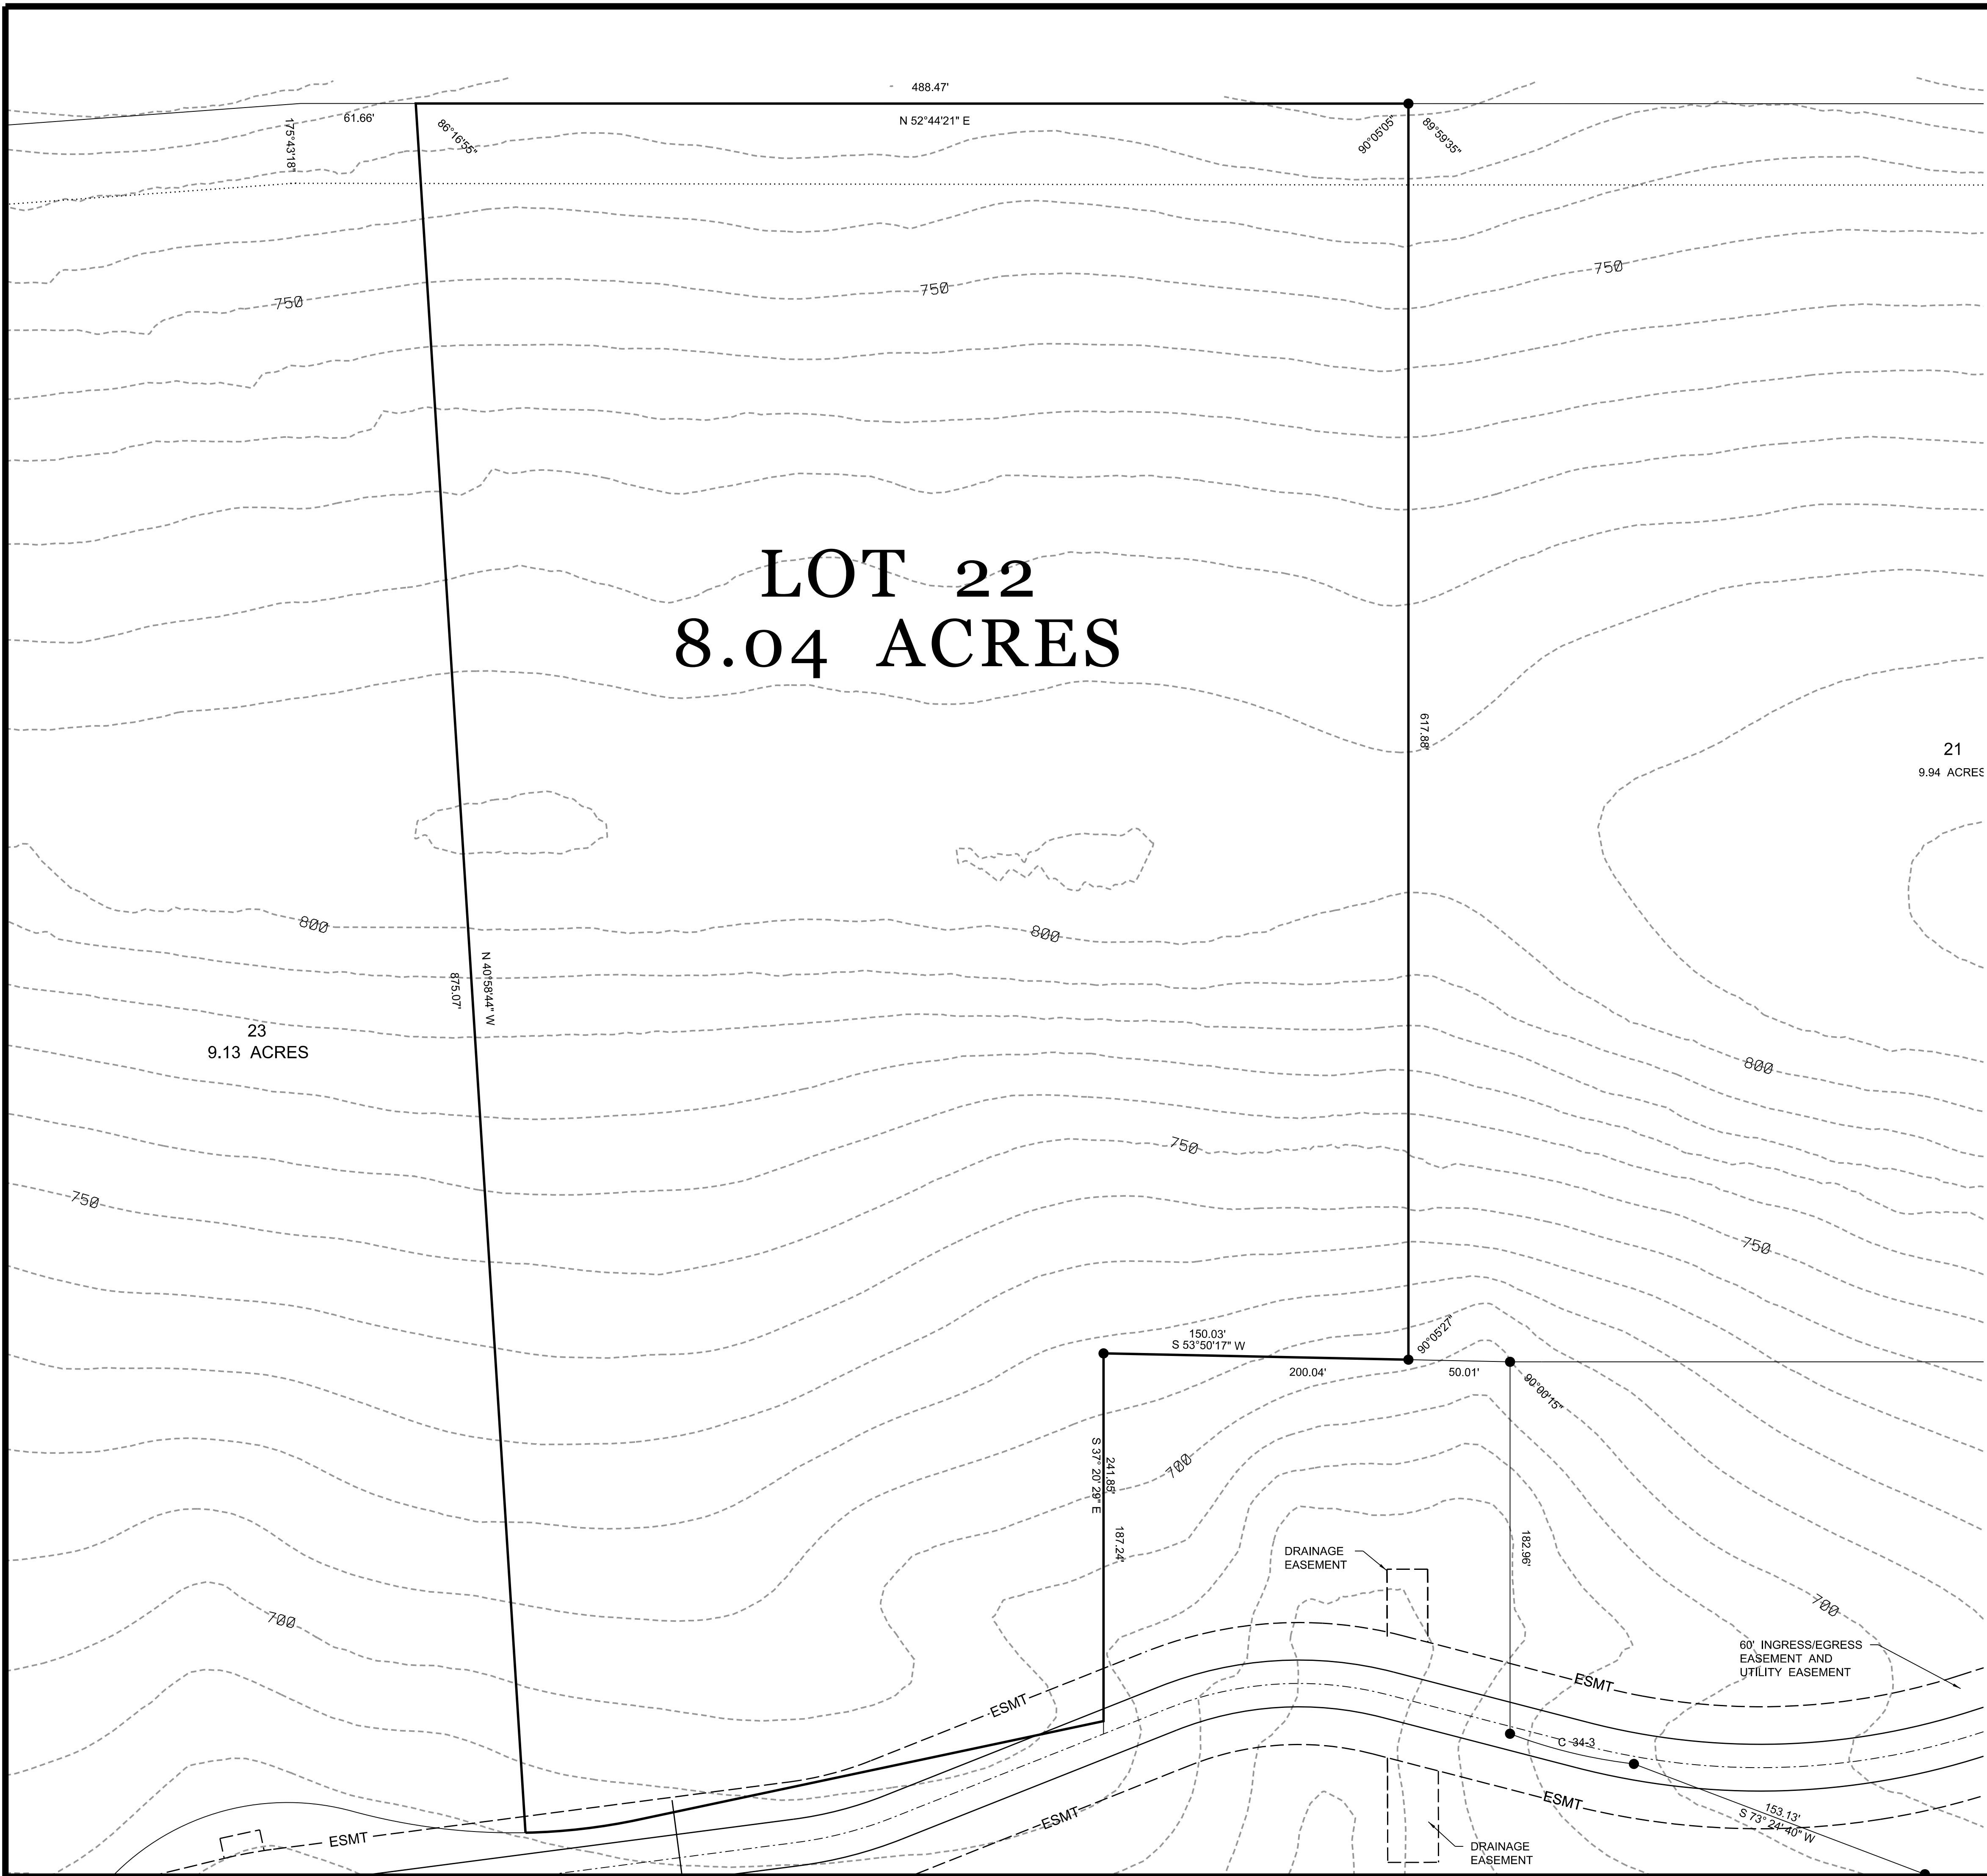 488.47'
61.66'
N 52°44'21" E
175°43'18"
86°16'55"
90°05'05"
89°59'35"
750
750
750
LOT 22
8.04 ACRES
617.88'
21
9.94 ACRES
800
800
N 40°58'44" W
875.07'
23
9.13 ACRES
800
750
750
750
150.03'
S 53°50'17" W
90°05'27"
200.04'
50.01'
90°00'15"
S 37° 20' 29" E
241.85'
700
187.24'
182.96'
DRAINAGE
EASEMENT
700
700
60' INGRESS/EGRESS
EASEMENT AND
UTILITY EASEMENT
ESMT
ESMT
C 34-3
ESMT
ESMT
ESMT
153.13'
S 73° 24' 40" W
DRAINAGE
EASEMENT